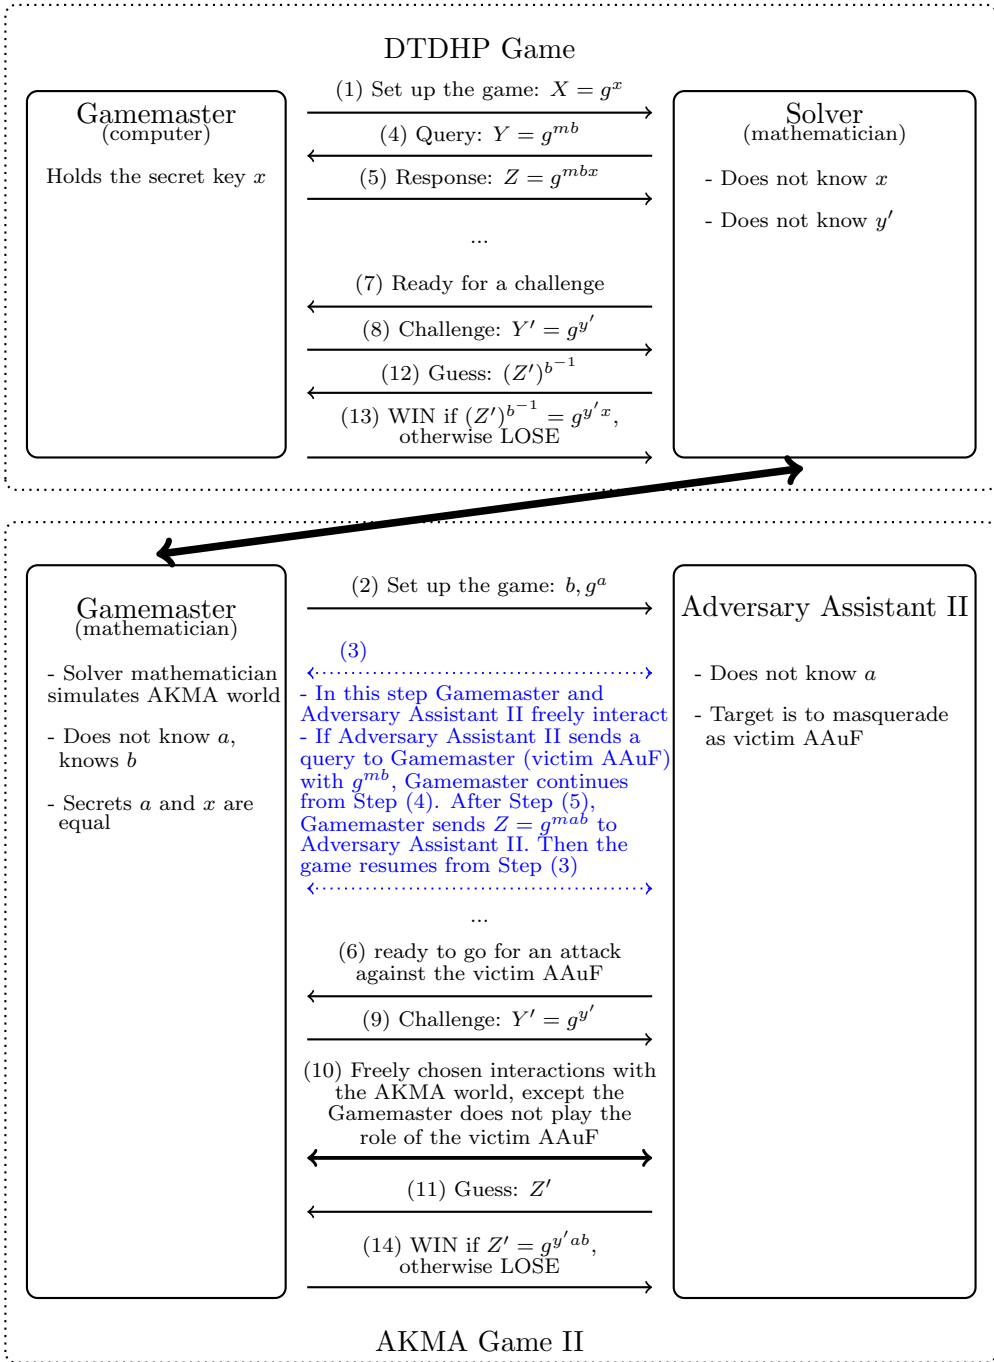 DTDHP Game
Gamemaster
(computer)
Holds the secret key x
(1) Set up the game: X = g^x
(4) Query: Y = g^{mb}
(5) Response: Z = g^{mbx}
...
(7) Ready for a challenge
(8) Challenge: Y′ = g^{y′}
(12) Guess: (Z′)^{b^{−1}}
(13) WIN if (Z′)^{b^{−1}} = g^{y′x},
otherwise LOSE
Solver
(mathematician)
- Does not know x
- Does not know y′
Gamemaster
(mathematician)
- Solver mathematician
simulates AKMA world
- Does not know a,
knows b
- Secrets a and x are
equal
(2) Set up the game: b, g^a
(3)
- In this step Gamemaster and
Adversary Assistant II freely interact
- If Adversary Assistant II sends a
query to Gamemaster (victim AAuF)
with g^{mb}, Gamemaster continues
from Step (4). After Step (5),
Gamemaster sends Z = g^{mab} to
Adversary Assistant II. Then the
game resumes from Step (3)
...
(6) ready to go for an attack
against the victim AAuF
(9) Challenge: Y′ = g^{y′}
(10) Freely chosen interactions with
the AKMA world, except the
Gamemaster does not play the
role of the victim AAuF
(11) Guess: Z′
(14) WIN if Z′ = g^{y′ab},
otherwise LOSE
Adversary Assistant II
- Does not know a
- Target is to masquerade
as victim AAuF
AKMA Game II